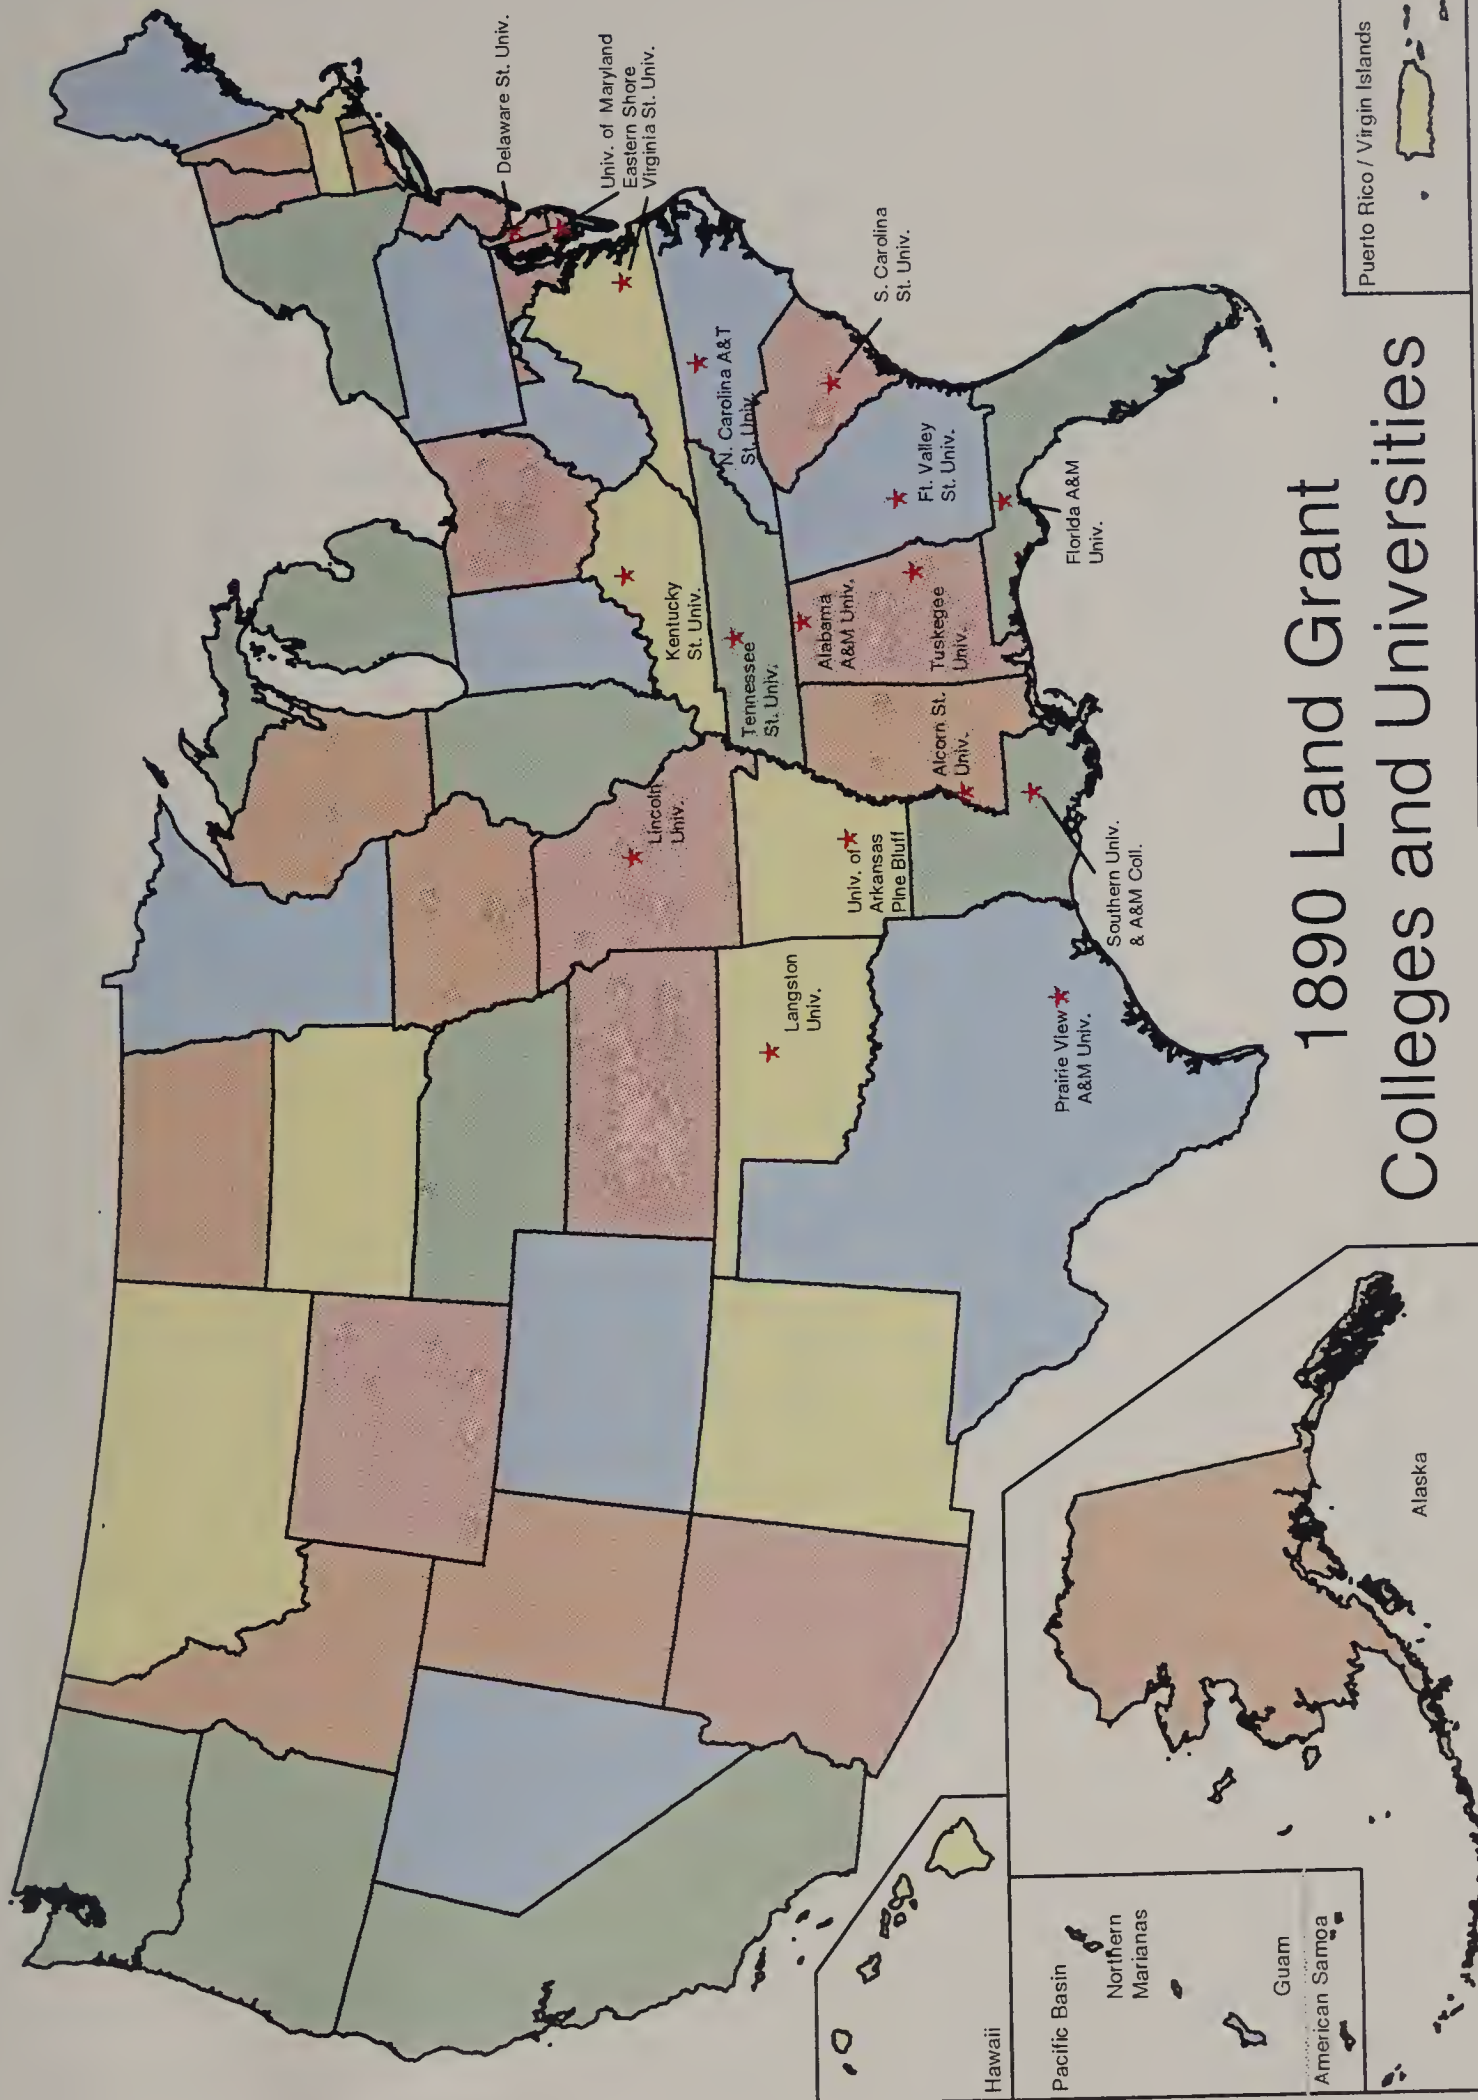 Delaware St. Univ.
Univ. of Maryland
Eastern Shore
Virginia St. Univ.
N. Carolina A&T
St. Univ.
S. Carolina
St. Univ.
Ft. Valley
St. Univ.
Florida A&M
Univ.
Kentucky
St. Univ.
Tennessee
St. Univ.
Alabama
A&M Univ.
Tuskegee
Univ.
Alcorn St.
Univ.
Lincoln
Univ.
Univ. of
Arkansas
Pine Bluff
Southern Univ.
& A&M Coll.
Langston
Univ.
Prairie View
A&M Univ.
1890 Land Grant
Colleges and Universities
Puerto Rico / Virgin Islands
Alaska
Hawaii
Pacific Basin
Northern
Marianas
Guam
American Samoa